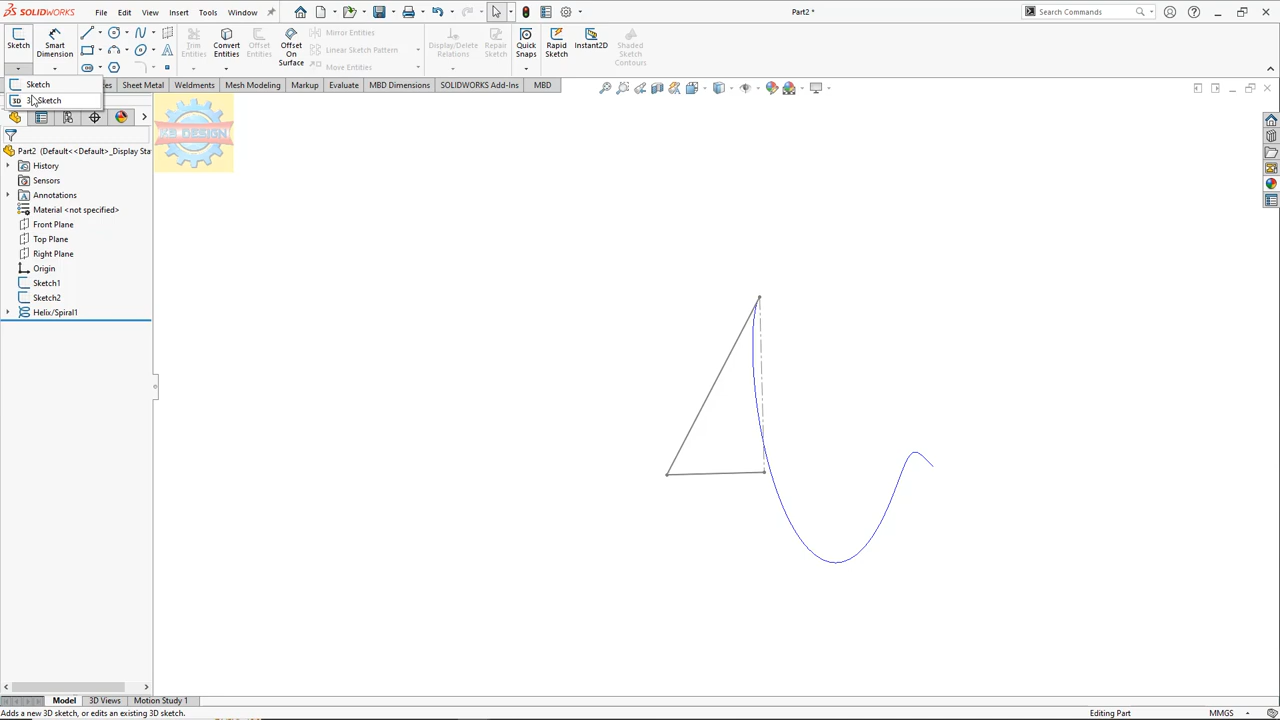 SOLIDWORKS
File
Edit
View
Insert
Tools
Window
Part2 *
Search Commands
Sketch
Smart Dimension
Trim Entities
Convert Entities
Offset Entities
Offset On Surface
Mirror Entities
Linear Sketch Pattern
Move Entities
Display/Delete Relations
Repair Sketch
Quick Snaps
Rapid Sketch
Instant2D
Shaded Sketch Contours
Sketch
Sketch
Sheet Metal
Weldments
Mesh Modeling
Markup
Evaluate
MBD Dimensions
SOLIDWORKS Add-Ins
MBD
KB DESIGN
Part2 (Default<<Default>_Display Sta
History
Sensors
Annotations
Material <not specified>
Front Plane
Top Plane
Right Plane
Origin
Sketch1
Sketch2
Helix/Spiral1
Model
3D Views
Motion Study 1
Adds a new 3D sketch, or edits an existing 3D sketch.
Editing Part
MMGS